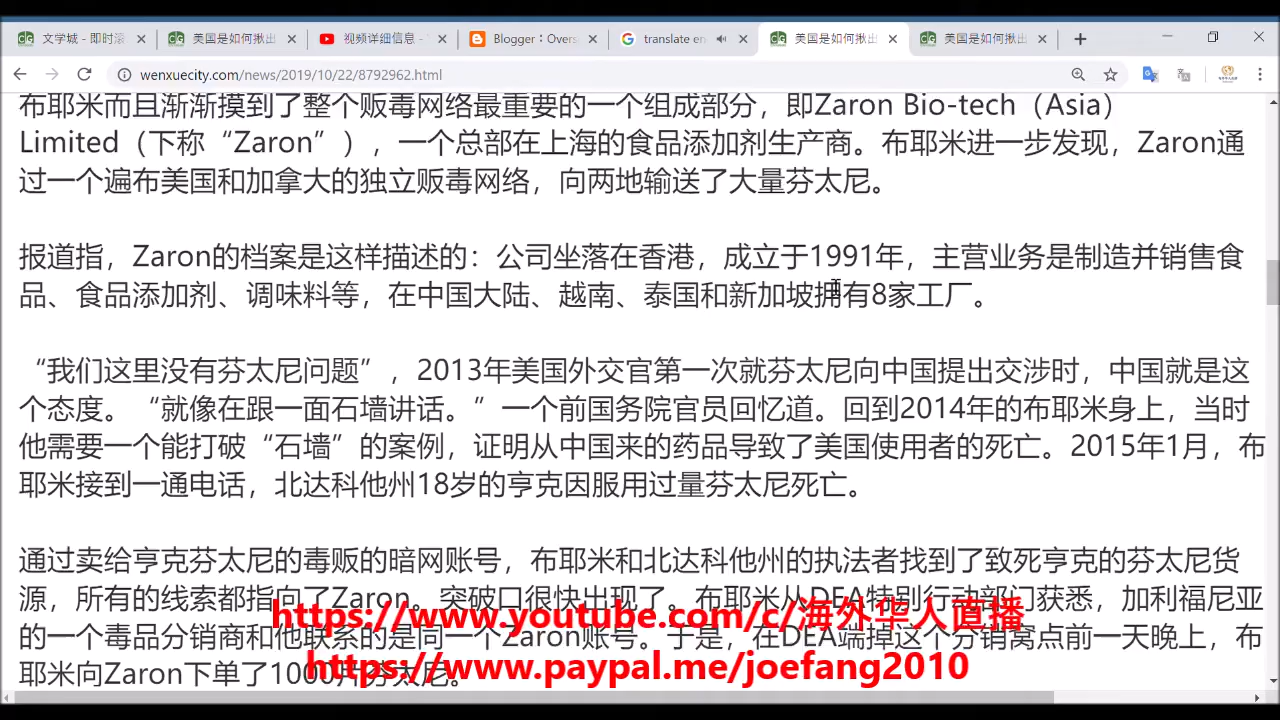 文学城 - 即时滚
美国是如何揪出
视频详细信息 -
Blogger：Overs
translate en
美国是如何揪出
美国是如何揪出
wenxuecity.com/news/2019/10/22/8792962.html
布耶米而且渐渐摸到了整个贩毒网络最重要的一个组成部分，即Zaron Bio-tech（Asia）
Limited（下称“Zaron”），一个总部在上海的食品添加剂生产商。布耶米进一步发现，Zaron通
过一个遍布美国和加拿大的独立贩毒网络，向两地输送了大量芬太尼。
报道指，Zaron的档案是这样描述的：公司坐落在香港，成立于1991年，主营业务是制造并销售食
品、食品添加剂、调味料等，在中国大陆、越南、泰国和新加坡拥有8家工厂。
“我们这里没有芬太尼问题”，2013年美国外交官第一次就芬太尼向中国提出交涉时，中国就是这
个态度。“就像在跟一面石墙讲话。”一个前国务院官员回忆道。回到2014年的布耶米身上，当时
他需要一个能打破“石墙”的案例，证明从中国来的药品导致了美国使用者的死亡。2015年1月，布
耶米接到一通电话，北达科他州18岁的亨克因服用过量芬太尼死亡。
通过卖给亨克芬太尼的毒贩的暗网账号，布耶米和北达科他州的执法者找到了致死亨克的芬太尼货
源，所有的线索都指向了Zaron。突破口很快出现了。布耶米从DEA特别行动部门获悉，加利福尼亚
https://www.youtube.com/c/海外华人直播
的一个毒品分销商和他联系的是同一个Zaron账号。于是，在DEA端掉这个分销窝点前一天晚上，布
耶米向Zaron下单了1000片芬太尼。
https://www.paypal.me/joefang2010